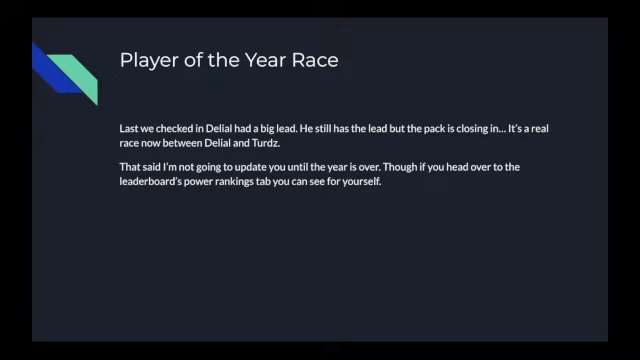 Player of the Year Race
Last we checked in Delial had a big lead. He still has the lead but the pack is closing in... It's a real
race now between Delial and Turdz.
That said I'm not going to update you until the year is over. Though if you head over to the
leaderboard's power rankings tab you can see for yourself.